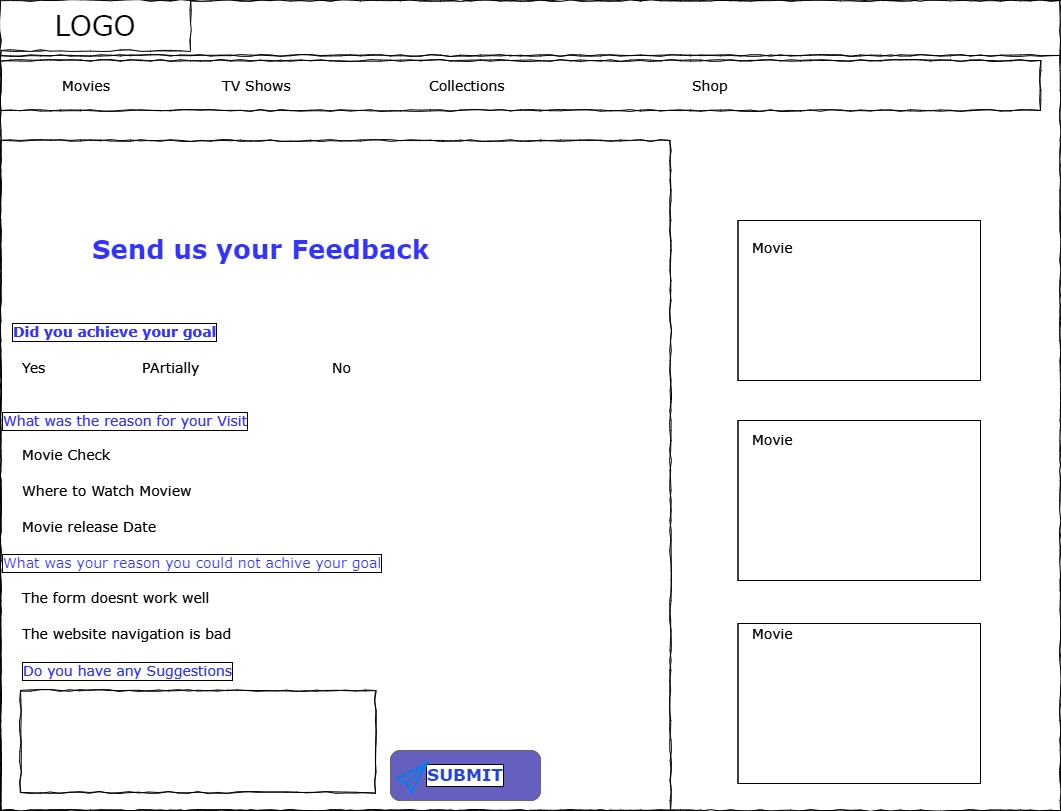 LOGO
Movies TV Shows Collections Shop
Send us your Feedback
Did you achieve your goal
Yes PArtially No
What was the reason for your Visit
Movie Check
Where to Watch Moview
Movie release Date
What was your reason you could not achive your goal
The form doesnt work well
The website navigation is bad
Do you have any Suggestions
SUBMIT
Movie
Movie
Movie